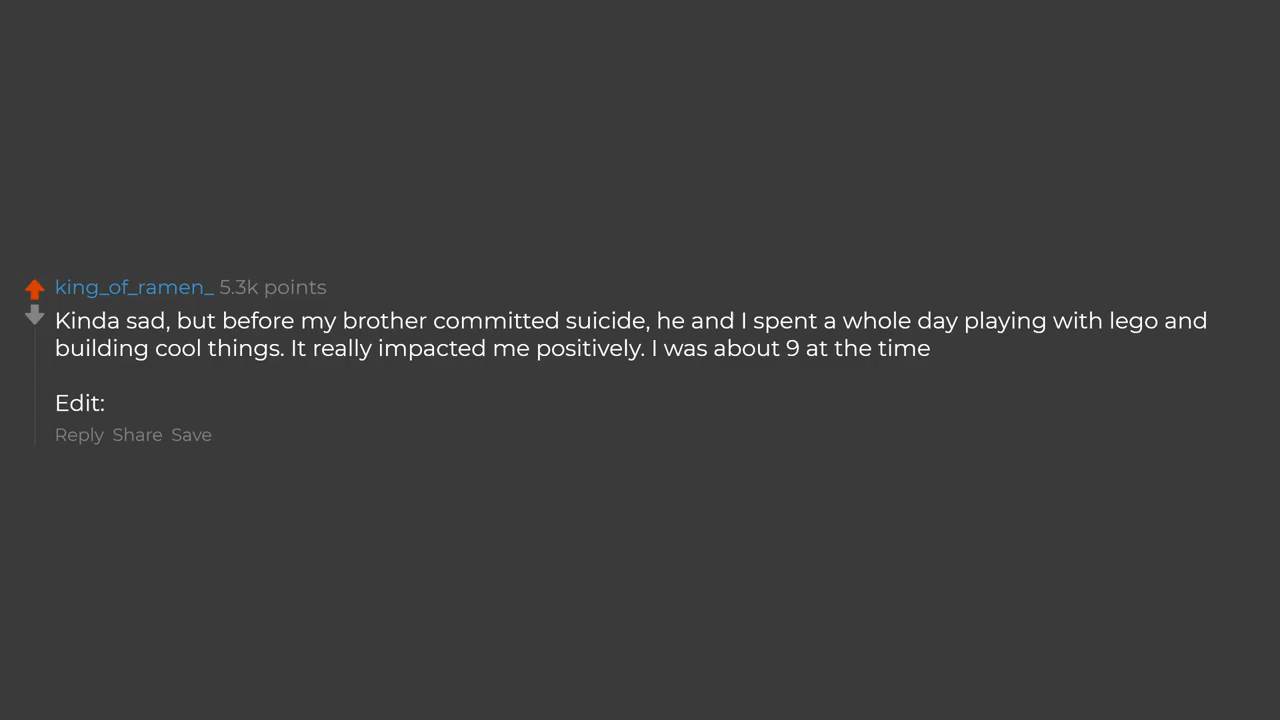 king_of_ramen_ 5.3k points
Kinda sad, but before my brother committed suicide, he and I spent a whole day playing with lego and
building cool things. It really impacted me positively. I was about 9 at the time
Edit:
Reply Share Save